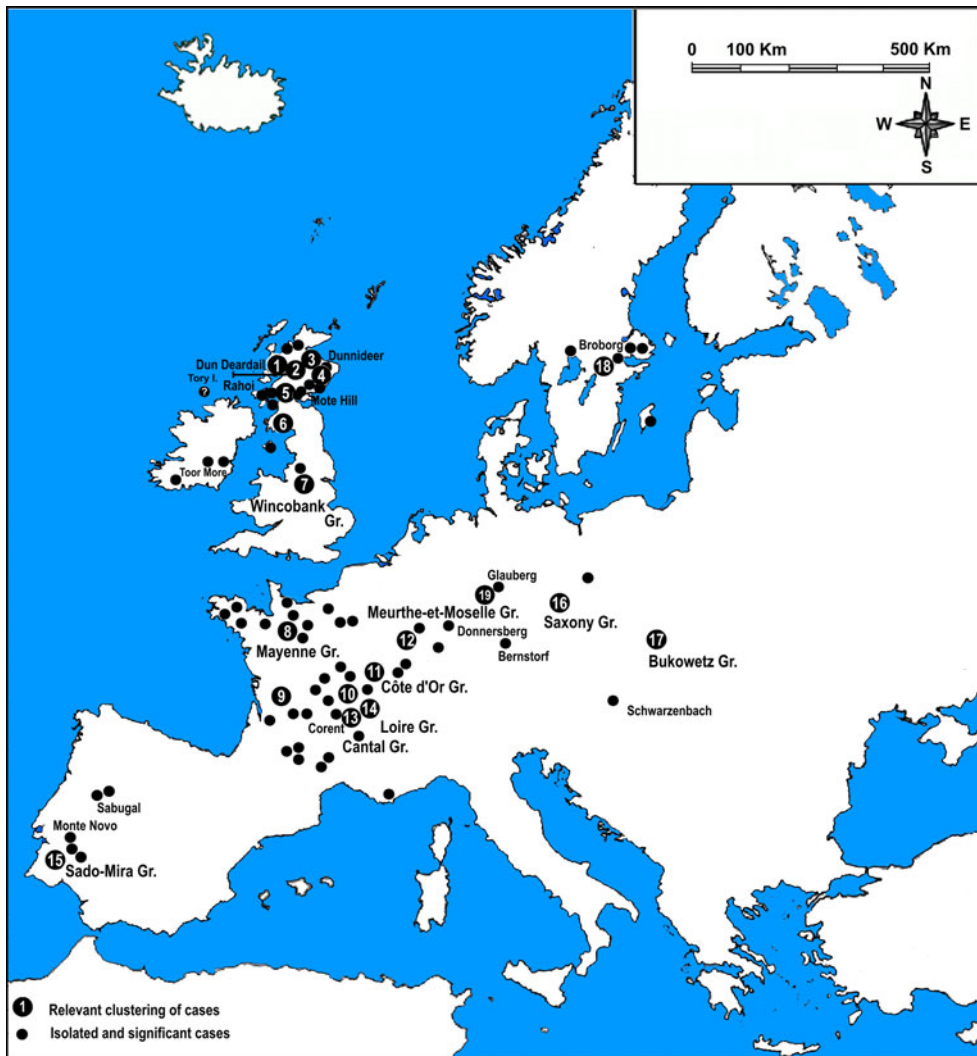 0 100 Km 500 Km
N
W E
S
Broborg
18
Dun Deardail
1
2
3
Dunnideer
4
Tory I.
?
Rahoi
5
Mote Hill
6
Toor More
7
Wincobank
Gr.
Glauberg
19
Meurthe-et-Moselle Gr.
16
Saxony Gr.
8
Mayenne Gr.
12
Donnersberg
Bernstorf
17
Bukowetz Gr.
11
Côte d'Or Gr.
9
10
14
Schwarzenbach
Corent
13
Loire Gr.
Cantal Gr.
Sabugal
Monte Novo
15
Sado-Mira Gr.
1 Relevant clustering of cases
Isolated and significant cases